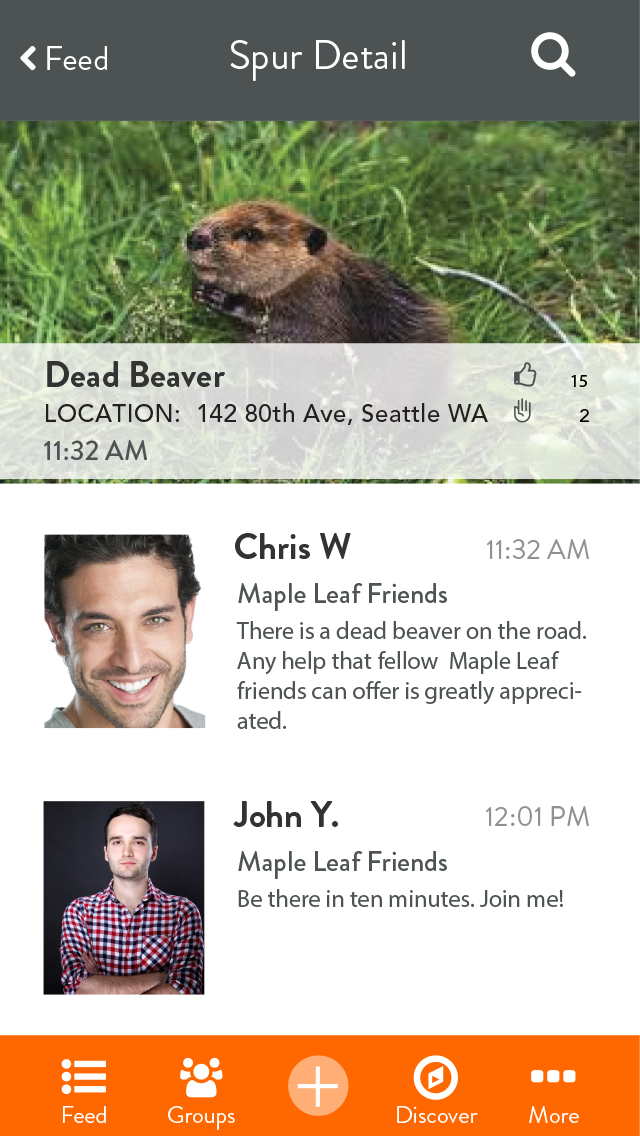 Feed
Spur Detail
Dead Beaver
15
LOCATION: 142 80th Ave, Seattle WA
2
11:32 AM
Chris W
11:32 AM
Maple Leaf Friends
There is a dead beaver on the road.
Any help that fellow Maple Leaf
friends can offer is greatly appreci-
ated.
John Y.
12:01 PM
Maple Leaf Friends
Be there in ten minutes. Join me!
Feed
Groups
Discover
More